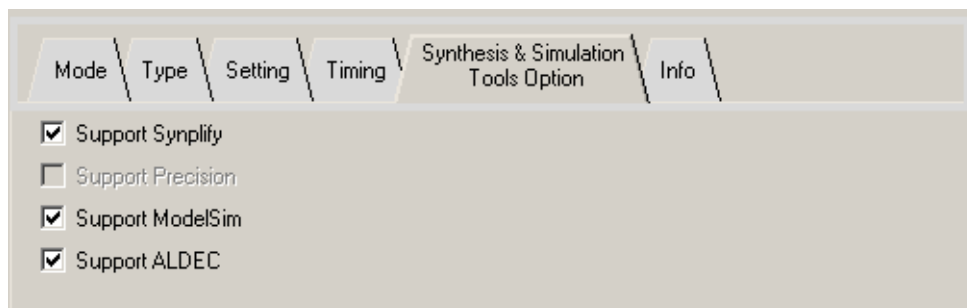 Mode
Type
Setting
Timing
Synthesis & Simulation
Tools Option
Info
Support Synplify
Support Precision
Support ModelSim
Support ALDEC